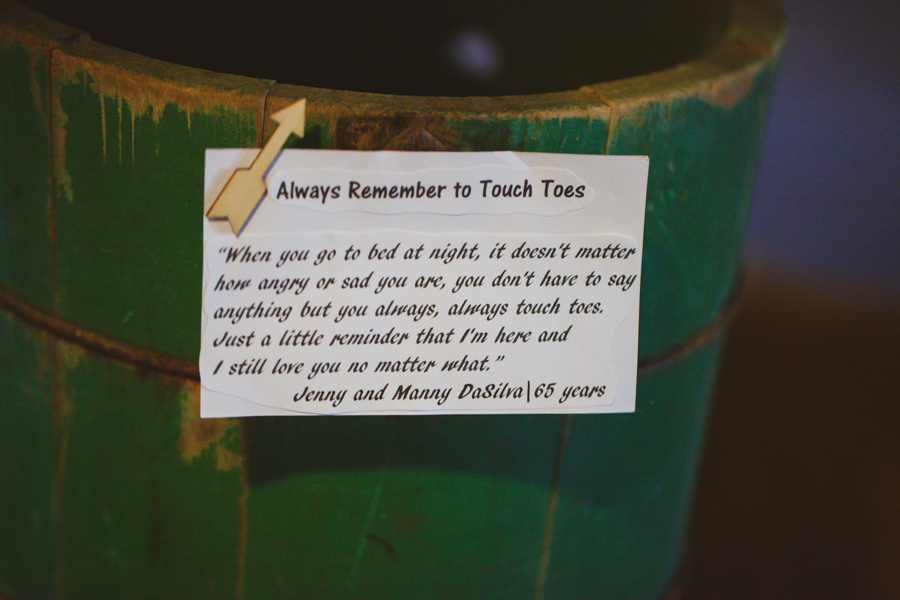 Always Remember to Touch Toes
"When you go to bed at night, it doesn't matter
how angry or sad you are, you don't have to say
anything but you always, always touch toes.
Just a little reminder that I'm here and
I still love you no matter what."
Jenny and Manny DaSilva|65 years